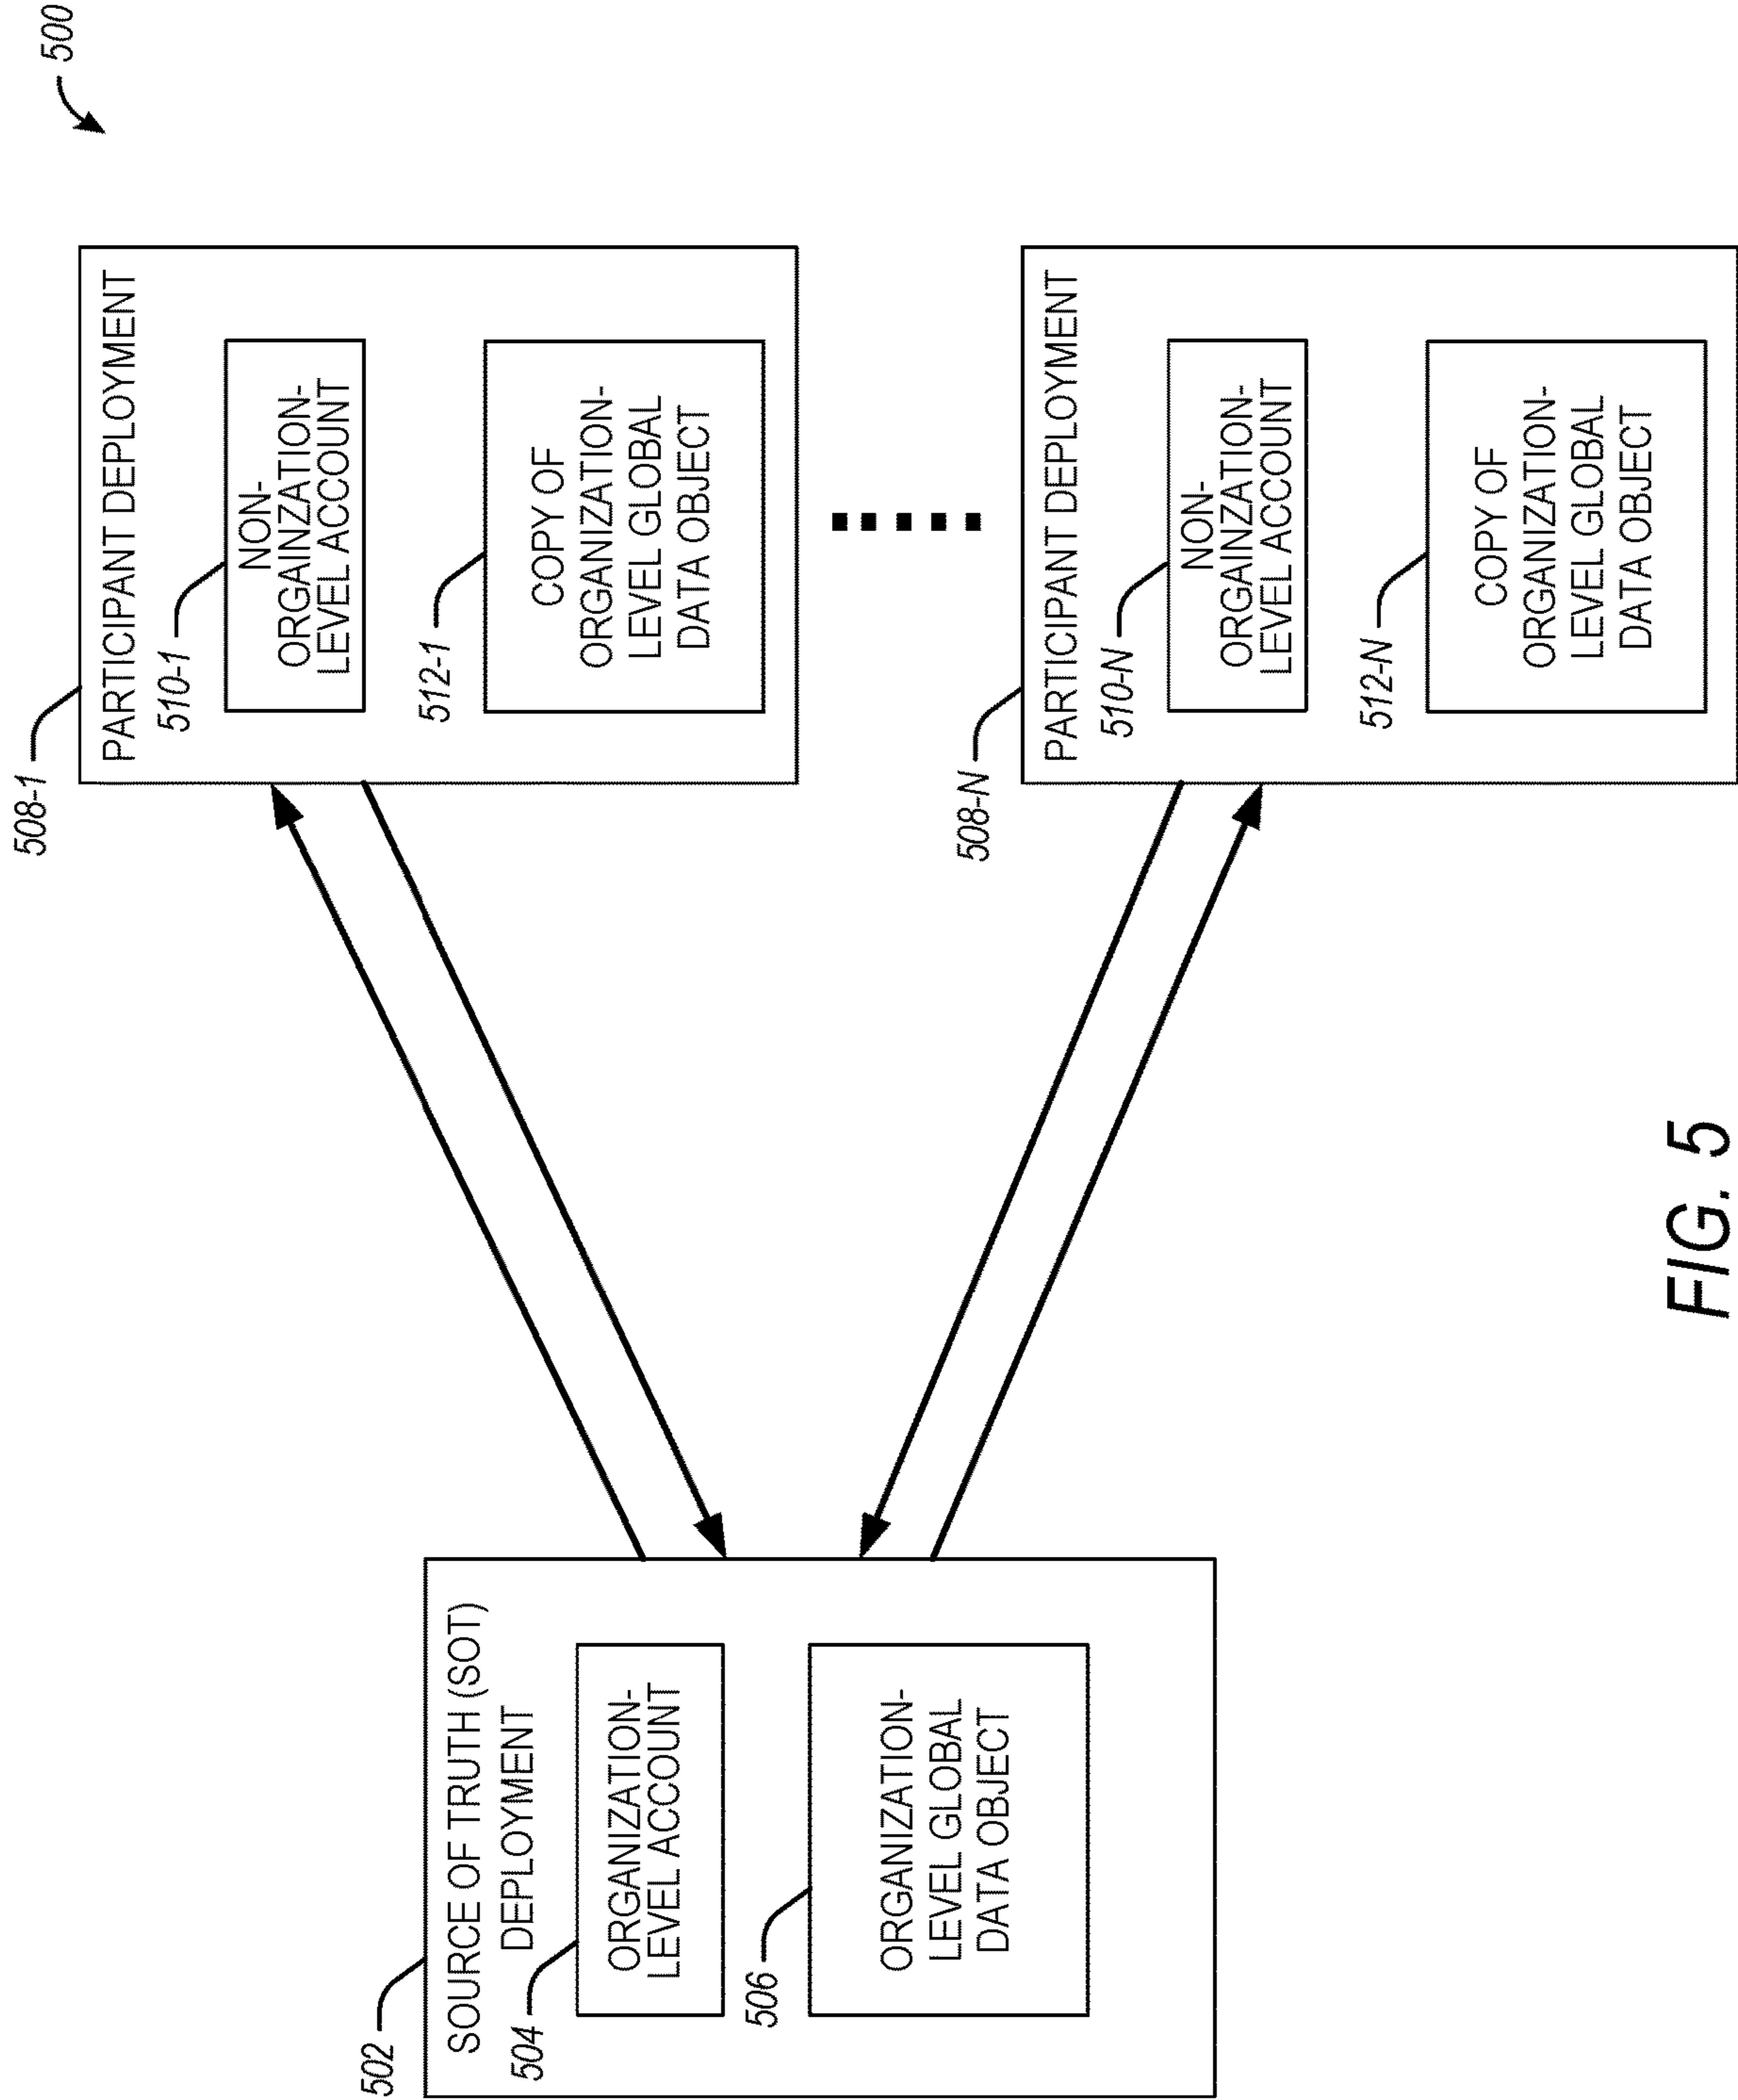 500
502
SOURCE OF TRUTH (SOT)
DEPLOYMENT
504
ORGANIZATION-
LEVEL ACCOUNT
506
ORGANIZATION-
LEVEL GLOBAL
DATA OBJECT
508-1
PARTICIPANT DEPLOYMENT
510-1
NON-
ORGAINZATION-
LEVEL ACCOUNT
512-1
COPY OF
ORGANIZATION-
LEVEL GLOBAL
DATA OBJECT
508-N
PARTICIPANT DEPLOYMENT
510-N
NON-
ORGAINZATION-
LEVEL ACCOUNT
512-N
COPY OF
ORGANIZATION-
LEVEL GLOBAL
DATA OBJECT
FIG. 5